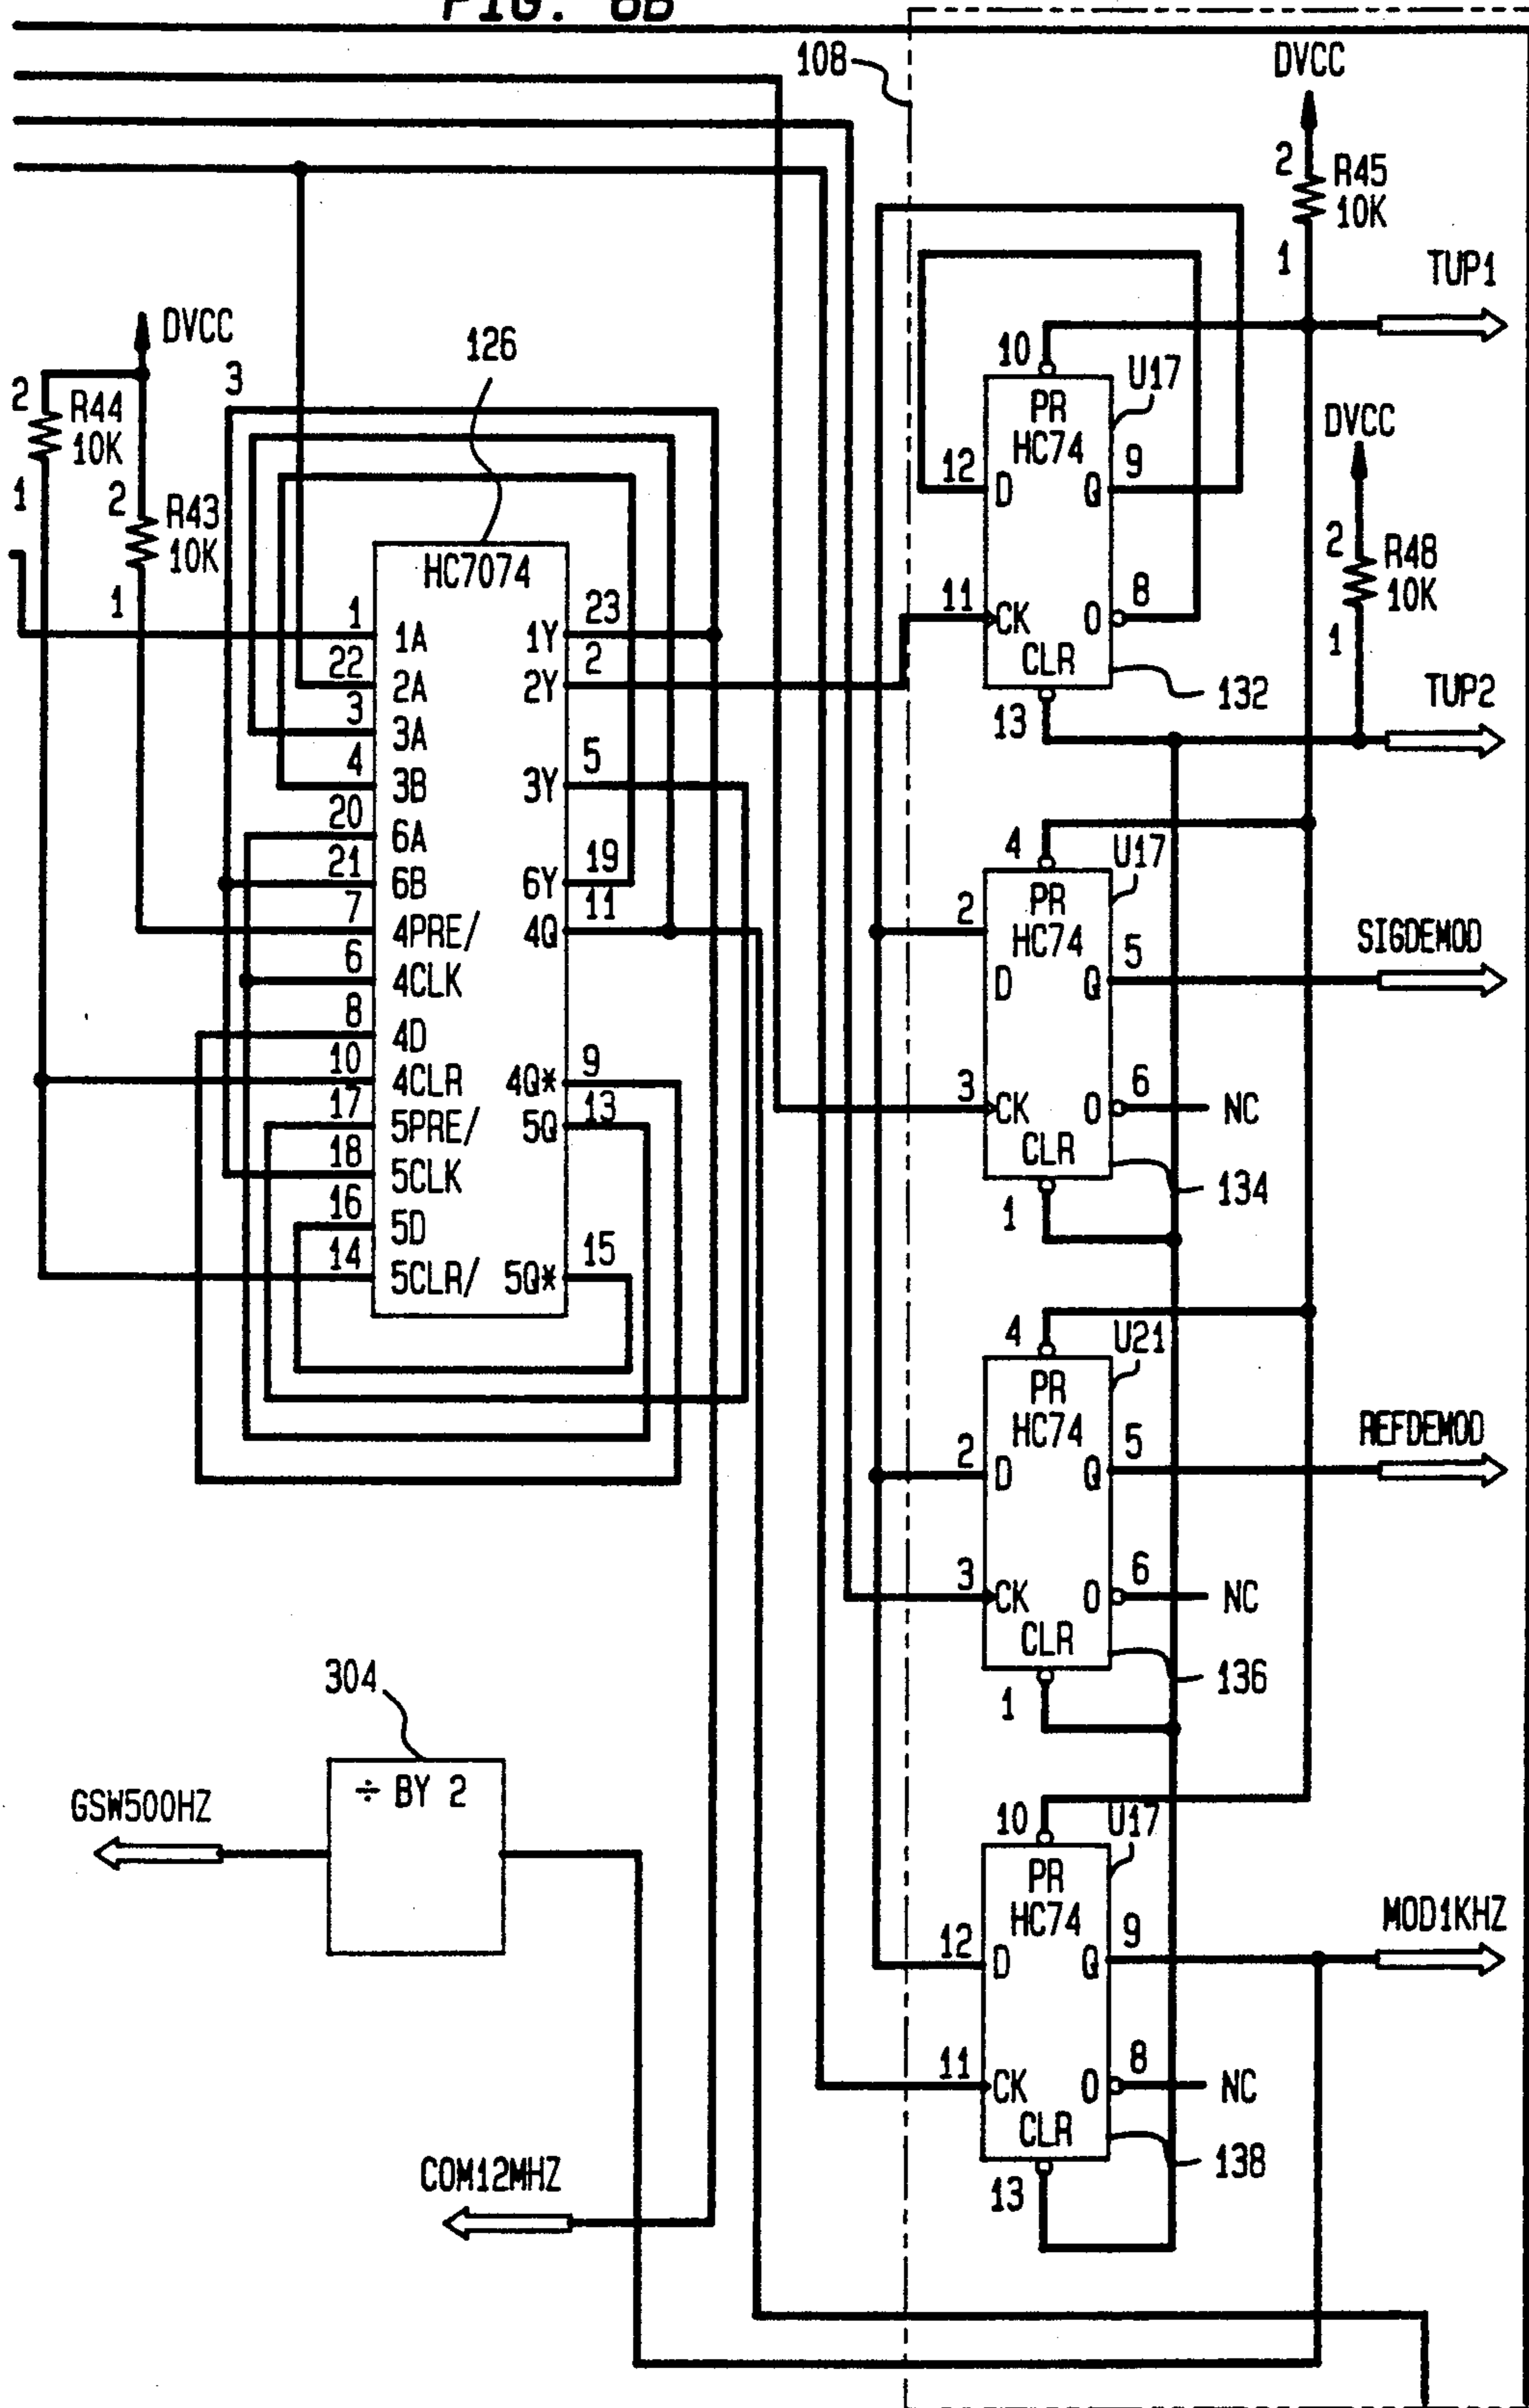 FIG. 6B
108
DVCC
2
R45
10K
1
TUP1
DVCC
2
R44
10K
1
2
R43
10K
1
3
126
HC7074
1
1A
22
2A
3
3A
4
3B
20
6A
21
6B
7
4PRE/
6
4CLK
8
4D
10
4CLR
17
5PRE/
18
5CLK
16
5D
14
5CLR/
23
1Y
2
2Y
5
3Y
19
6Y
11
4Q
9
4Q*
13
5Q
15
5Q*
10
U17
PR
HC74
12
D
Q
9
11
CK
O
8
CLR
13
132
DVCC
2
R48
10K
1
TUP2
4
U17
PR
HC74
2
D
Q
5
SIGDEMOD
3
CK
O
6
NC
CLR
1
134
4
U21
PR
HC74
2
D
Q
5
REFDEMOD
3
CK
O
6
NC
CLR
1
136
304
÷ BY 2
GSW500HZ
10
U17
PR
HC74
12
D
Q
9
MOD1KHZ
11
CK
O
8
NC
CLR
13
138
COM12MHZ